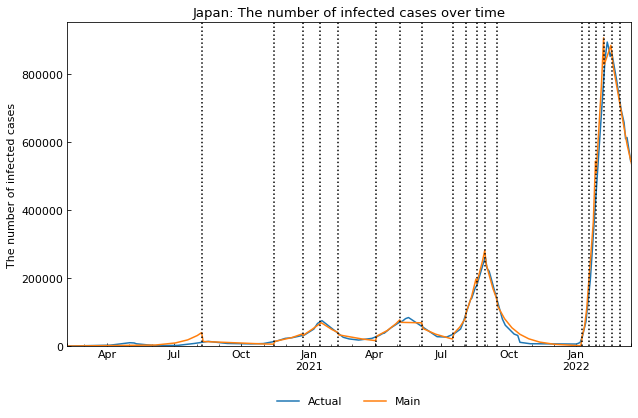 Japan: The number of infected cases over time
The number of infected cases
800000
600000
400000
200000
0
Apr Jul Oct Jan Apr Jul Oct Jan
2021 2022
Actual Main